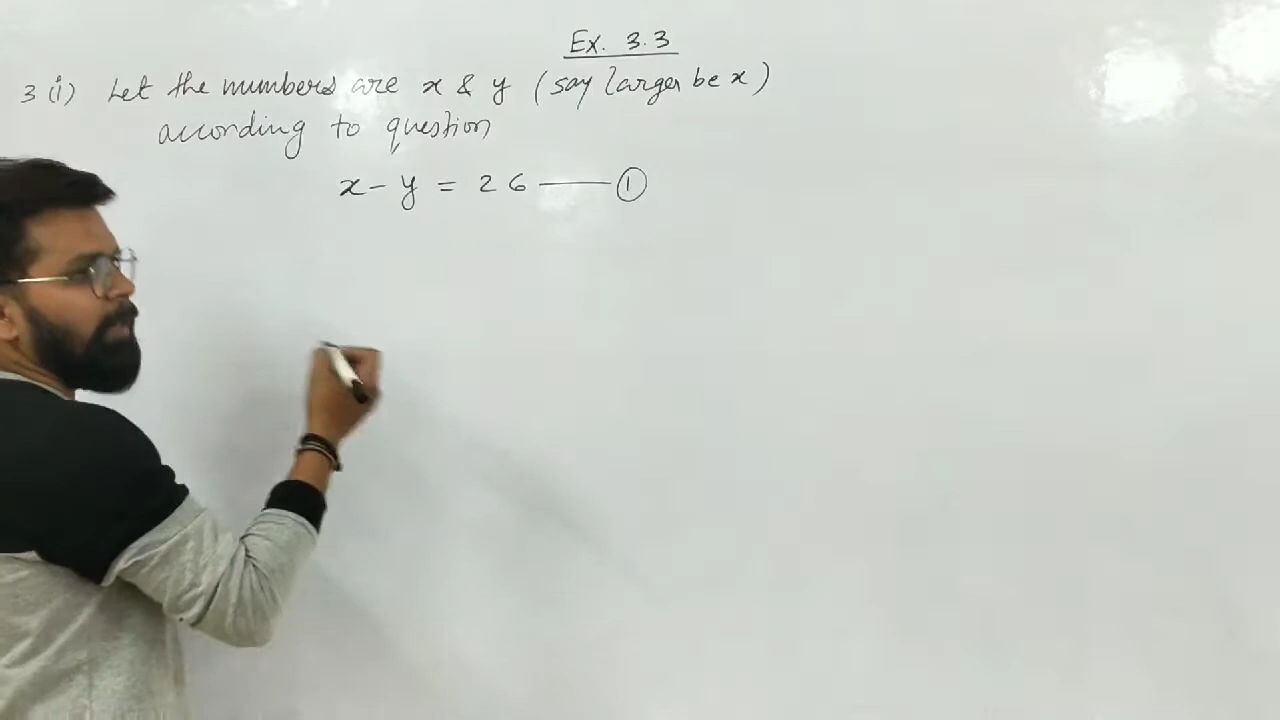 Ex. 3.3
3 (i) Let the numbers are x & y (say larger be x)
according to question
x - y = 26 —— ①